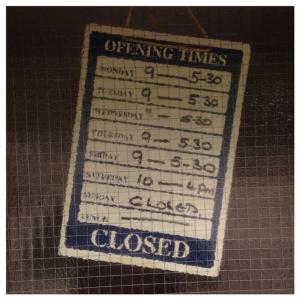 OPENING TIMES
MONDAY 9 — 5-30
TUESDAY 9 — 5.30
WEDNESDAY — 5-30
THURSDAY 9 — 5.30
FRIDAY 9 — 5-30
SATURDAY 10 — 4pm
SUNDAY CLOSED
LUNCH
CLOSED